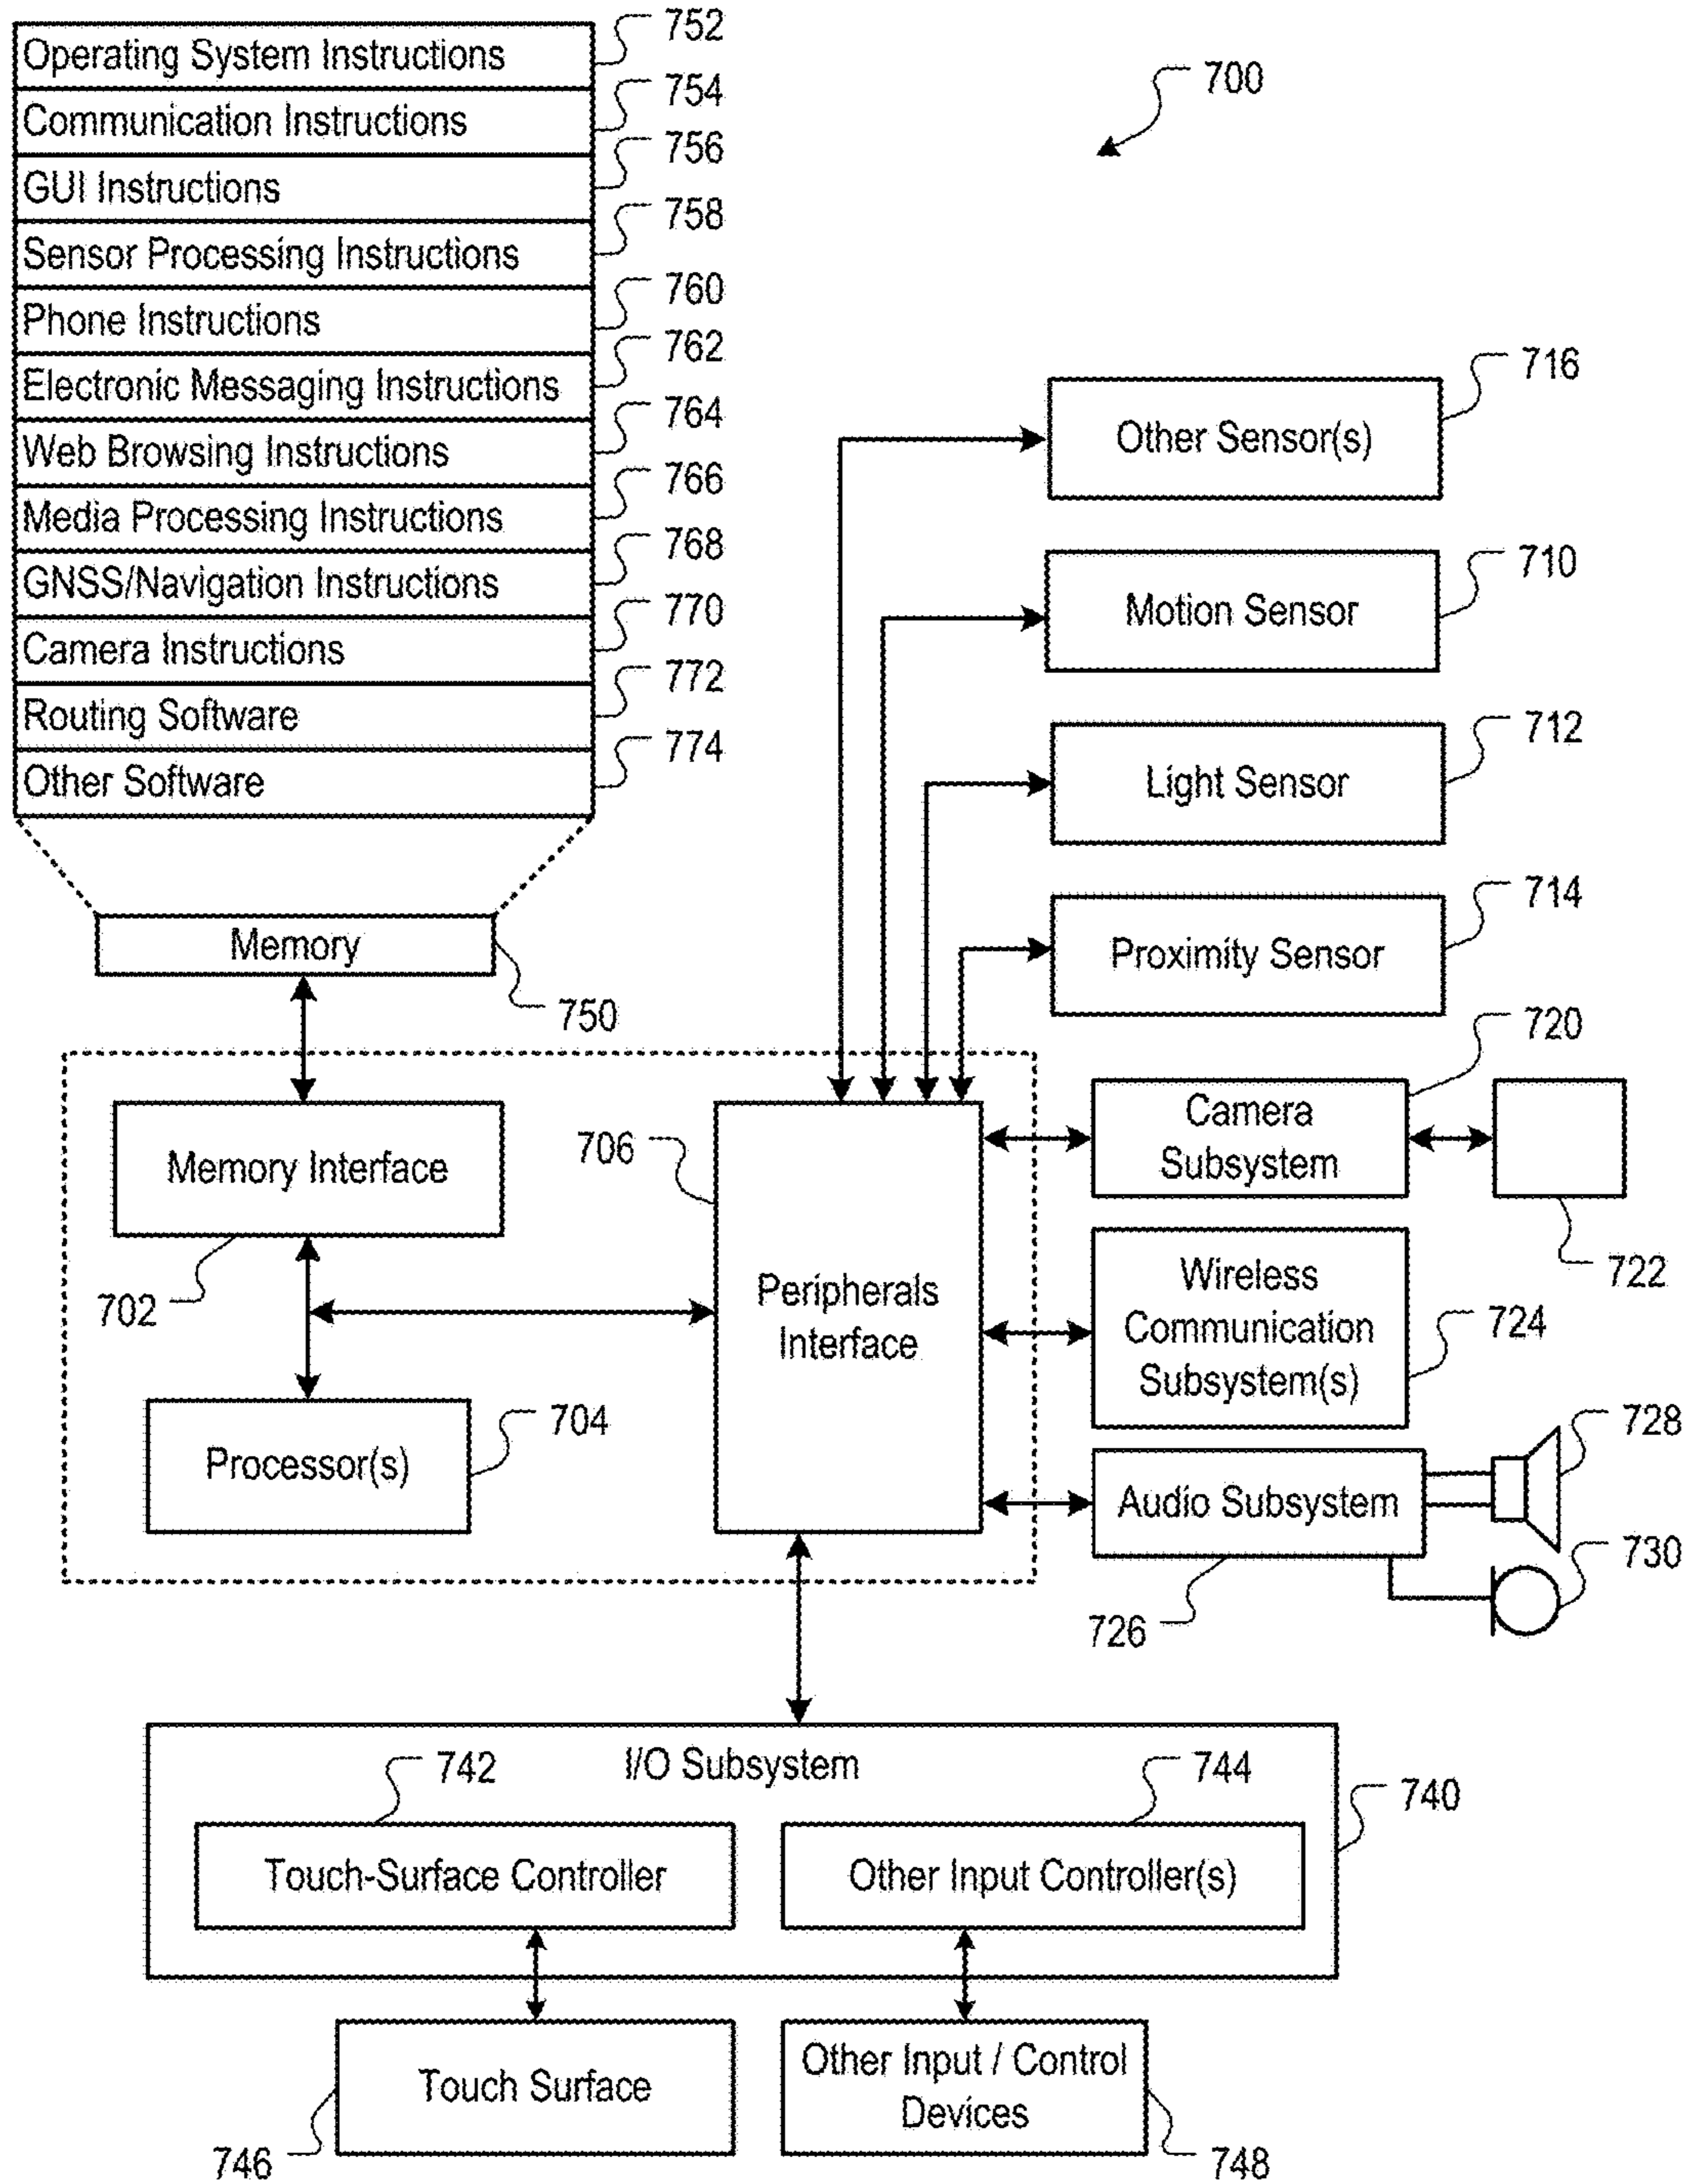 752
Operating System Instructions
754
Communication Instructions
756
GUI Instructions
758
Sensor Processing Instructions
760
Phone Instructions
762
Electronic Messaging Instructions
764
Web Browsing Instructions
766
Media Processing Instructions
768
GNSS/Navigation Instructions
770
Camera Instructions
772
Routing Software
774
Other Software
Memory
750
700
716
Other Sensor(s)
710
Motion Sensor
712
Light Sensor
714
Proximity Sensor
720
Camera
Subsystem
722
Memory Interface
702
706
Peripherals
Interface
Wireless
Communication
Subsystem(s)
724
Processor(s)
704
Audio Subsystem
726
728
730
I/O Subsystem
740
742
Touch-Surface Controller
744
Other Input Controller(s)
Touch Surface
746
Other Input / Control
Devices
748